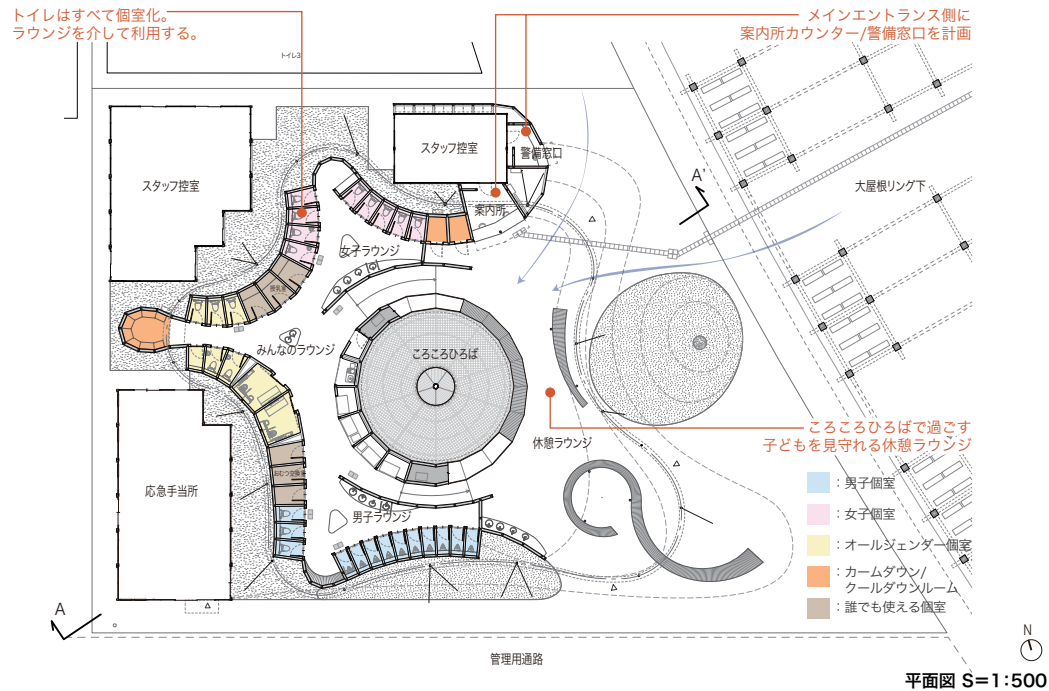 トイレはすべて個室化。
ラウンジを介して利用する。
メインエントランス側に
案内所カウンター/警備窓口を計画
トイレ3
スタッフ控室
警備窓口
スタッフ控室
A'
大屋根リング下
案内所
女子ラウンジ
授乳室
みんなのラウンジ
ころころひろば
ころころひろばで過ごす
子どもを見守れる休憩ラウンジ
休憩ラウンジ
おむつ交換室
応急手当所
男子ラウンジ
：男子個室
：女子個室
：オールジェンダー個室
：カームダウン/
クールダウンルーム
：誰でも使える個室
A
N
管理用通路
平面図 S=1:500